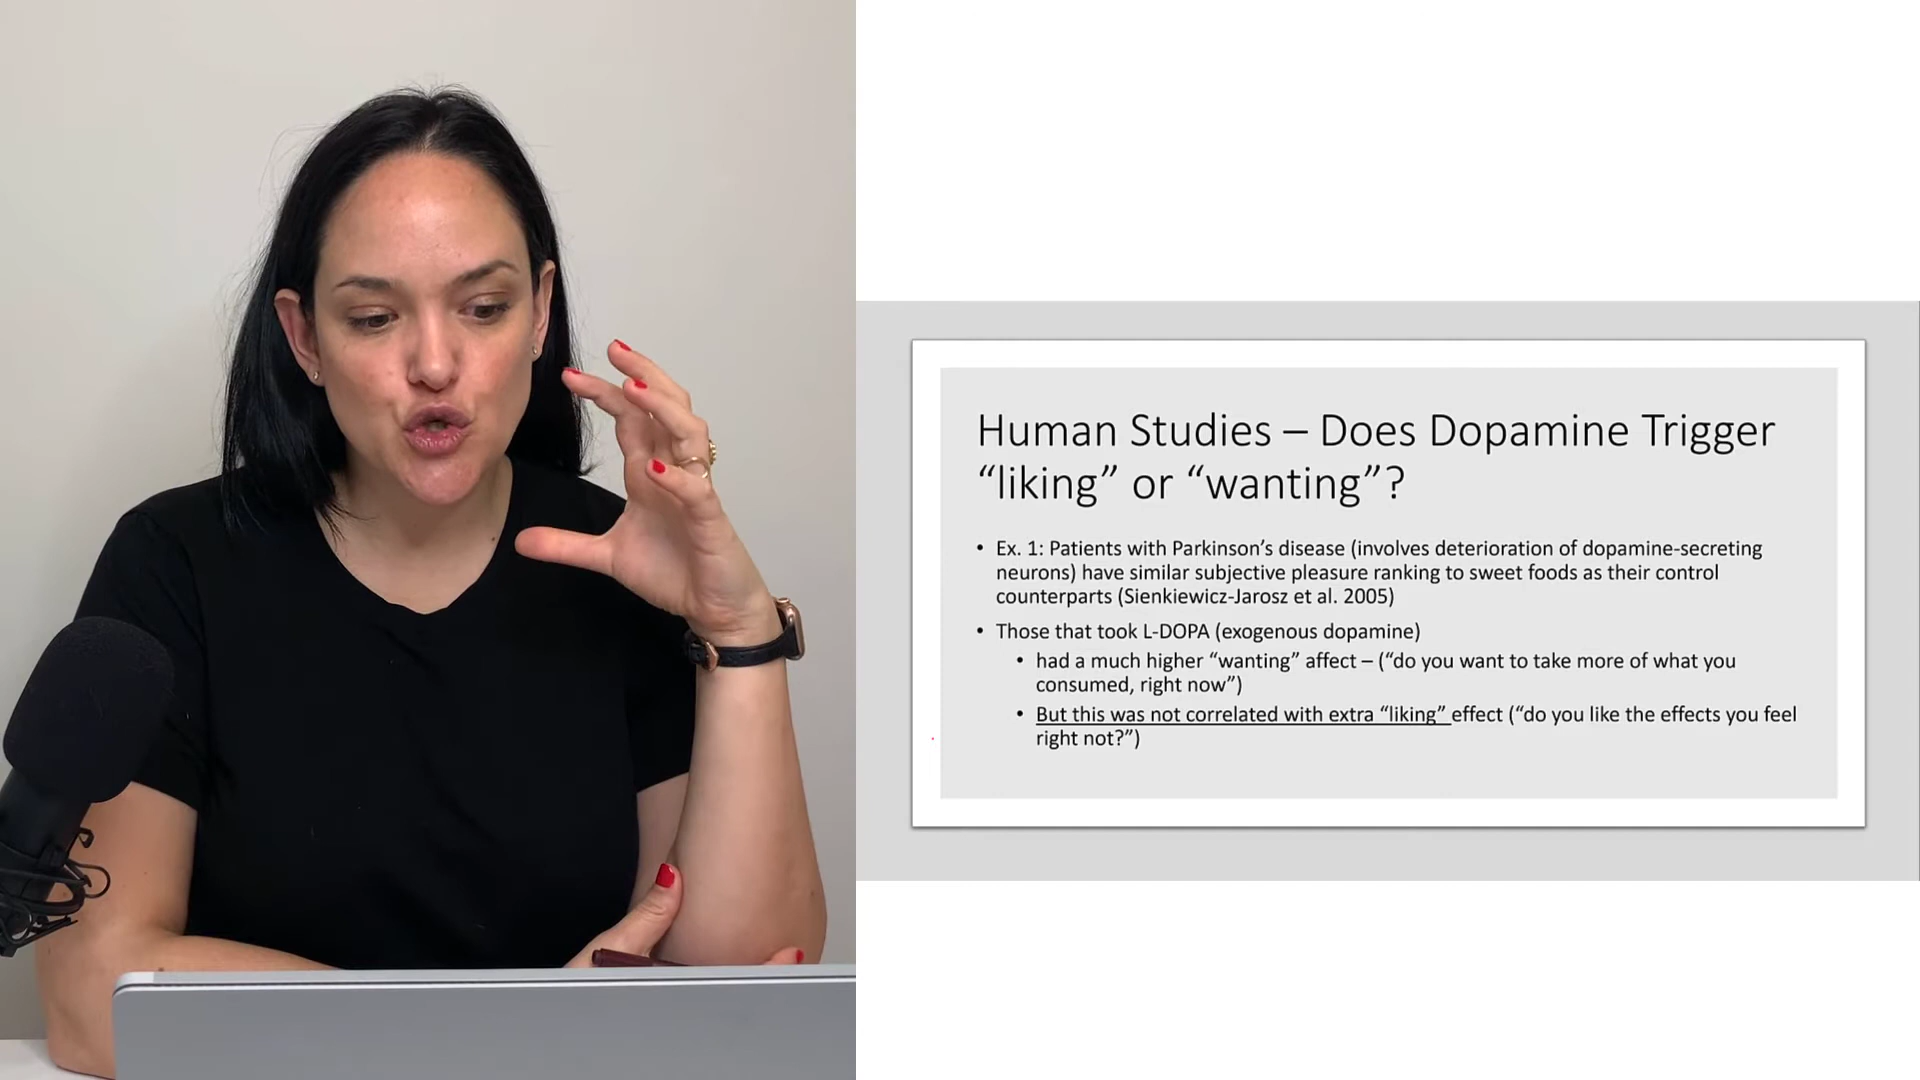 Human Studies – Does Dopamine Trigger
“liking” or “wanting”?
• Ex. 1: Patients with Parkinson’s disease (involves deterioration of dopamine-secreting
neurons) have similar subjective pleasure ranking to sweet foods as their control
counterparts (Sienkiewicz-Jarosz et al. 2005)
• Those that took L-DOPA (exogenous dopamine)
• had a much higher “wanting” affect – (“do you want to take more of what you
consumed, right now”)
• But this was not correlated with extra “liking” effect (“do you like the effects you feel
right not?”)